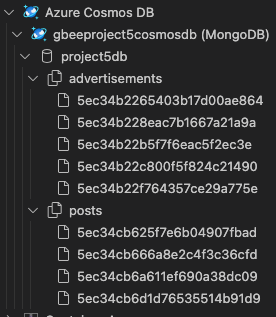 Azure Cosmos DB
gbeeproject5cosmosdb (MongoDB)
project5db
advertisements
5ec34b2265403b17d00ae864
5ec34b228eac7b1667a21a9a
5ec34b22b5f7f6eac5f2ec3e
5ec34b22c800f5f824c21490
5ec34b22f764357ce29a775e
posts
5ec34cb625f7e6b04907fbad
5ec34cb666a8e2c4f3c36cfd
5ec34cb6a611ef690a38dc09
5ec34cb6d1d76535514b91d9